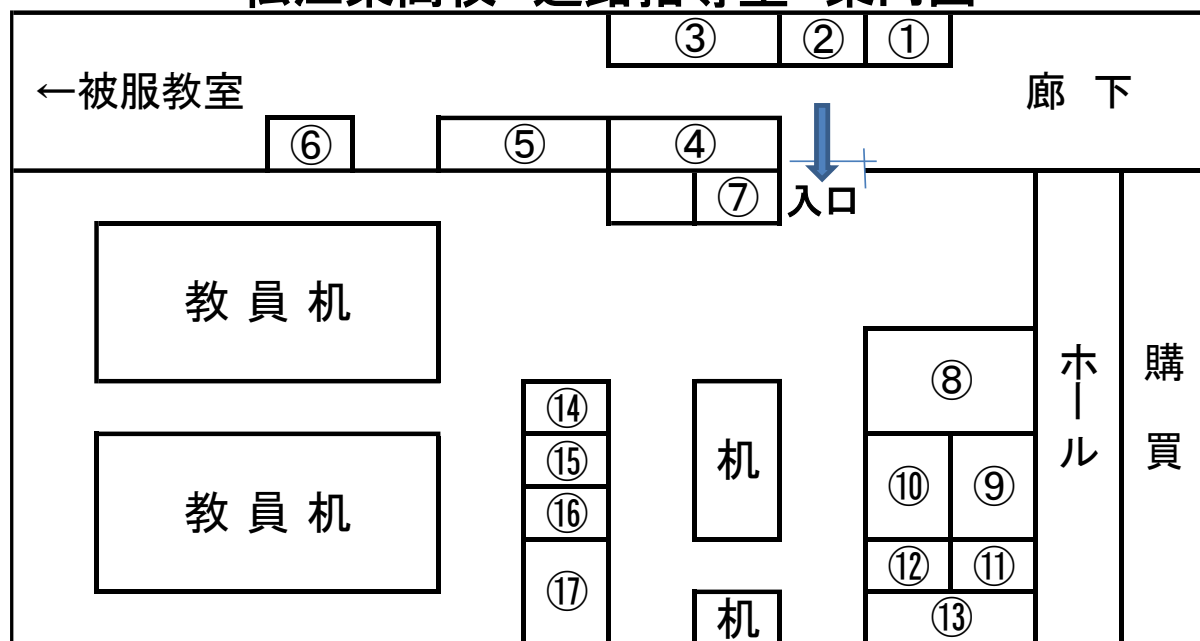 ③ ② ①
←被服教室
廊 下
⑥ ⑤ ④
⑦ 入口
教 員 机
⑧
ホール
購 買
⑭
⑮
机
⑩ ⑨
教 員 机
⑯
⑫ ⑪
⑰
机
⑬